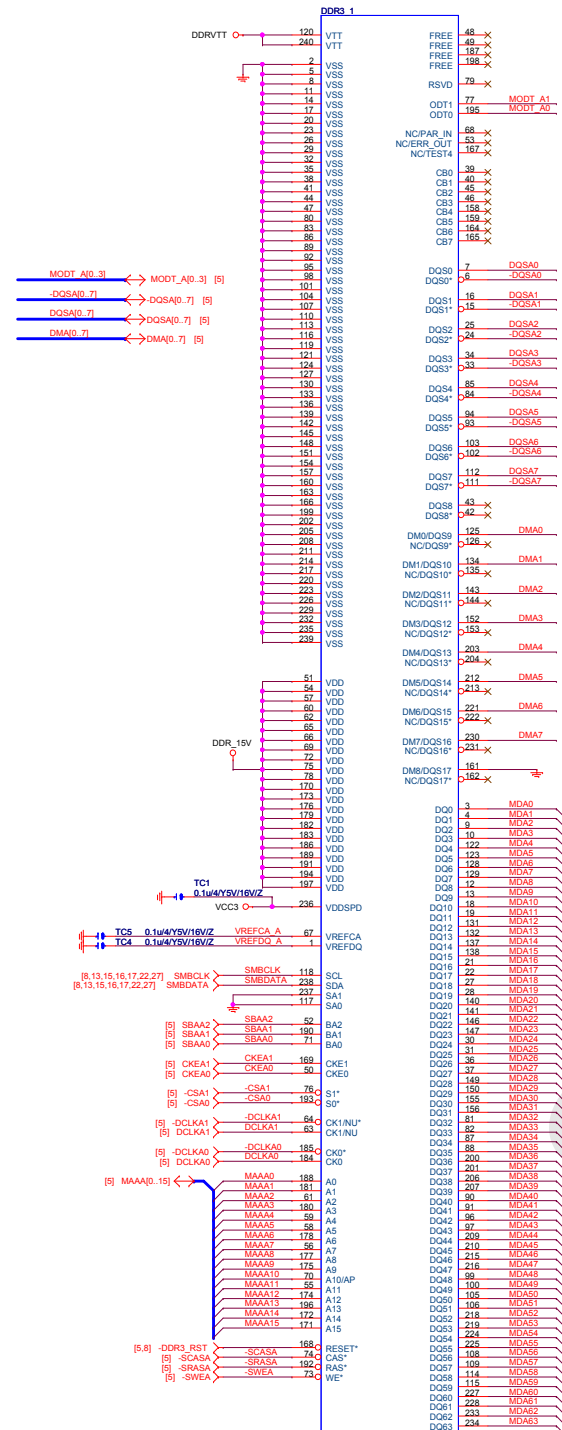 DDR3_1
DDRVTT
120 VTT
240 VTT
2 VSS
5 VSS
8 VSS
11 VSS
14 VSS
17 VSS
20 VSS
23 VSS
26 VSS
29 VSS
32 VSS
35 VSS
38 VSS
41 VSS
44 VSS
47 VSS
80 VSS
83 VSS
86 VSS
89 VSS
92 VSS
95 VSS
98 VSS
101 VSS
104 VSS
107 VSS
110 VSS
113 VSS
116 VSS
119 VSS
121 VSS
124 VSS
127 VSS
130 VSS
133 VSS
136 VSS
139 VSS
142 VSS
145 VSS
148 VSS
151 VSS
154 VSS
157 VSS
160 VSS
163 VSS
166 VSS
199 VSS
202 VSS
205 VSS
208 VSS
211 VSS
214 VSS
217 VSS
220 VSS
223 VSS
226 VSS
229 VSS
232 VSS
235 VSS
239 VSS
MODT_A[0..3] MODT_A[0..3] [5]
-DQSA[0..7] -DQSA[0..7] [5]
DQSA[0..7] DQSA[0..7] [5]
DMA[0..7] DMA[0..7] [5]
DDR_15V
51 VDD
54 VDD
57 VDD
60 VDD
62 VDD
65 VDD
66 VDD
69 VDD
72 VDD
75 VDD
78 VDD
170 VDD
173 VDD
176 VDD
179 VDD
182 VDD
183 VDD
186 VDD
189 VDD
191 VDD
194 VDD
197 VDD
TC1
0.1u/4/Y5V/16V/Z
VCC3 236 VDDSPD
TC5 0.1u/4/Y5V/16V/Z VREFCA_A 67 VREFCA
TC4 0.1u/4/Y5V/16V/Z VREFDQ_A 1 VREFDQ
[8,13,15,16,17,22,27] SMBCLK SMBCLK 118 SCL
[8,13,15,16,17,22,27] SMBDATA SMBDATA 238 SDA
237 SA1
117 SA0
[5] SBAA2 SBAA2 52 BA2
[5] SBAA1 SBAA1 190 BA1
[5] SBAA0 SBAA0 71 BA0
[5] CKEA1 CKEA1 169 CKE1
[5] CKEA0 CKEA0 50 CKE0
[5] -CSA1 -CSA1 76 S1*
[5] -CSA0 -CSA0 193 S0*
[5] -DCLKA1 -DCLKA1 64 CK1/NU*
[5] DCLKA1 DCLKA1 63 CK1/NU
[5] -DCLKA0 -DCLKA0 185 CK0*
[5] DCLKA0 DCLKA0 184 CK0
[5] MAAA[0..15]
MAAA0 188 A0
MAAA1 181 A1
MAAA2 61 A2
MAAA3 180 A3
MAAA4 59 A4
MAAA5 58 A5
MAAA6 178 A6
MAAA7 56 A7
MAAA8 177 A8
MAAA9 175 A9
MAAA10 70 A10/AP
MAAA11 55 A11
MAAA12 174 A12
MAAA13 196 A13
MAAA14 172 A14
MAAA15 171 A15
[5,8] -DDR3_RST 168 RESET*
[5] -SCASA -SCASA 74 CAS*
[5] -SRASA -SRASA 192 RAS*
[5] -SWEA -SWEA 73 WE*
FREE 48
FREE 49
FREE 187
FREE 198
RSVD 79
ODT1 77 MODT_A1
ODT0 195 MODT_A0
NC/PAR_IN 68
NC/ERR_OUT 53
NC/TEST4 167
CB0 39
CB1 40
CB2 45
CB3 46
CB4 158
CB5 159
CB6 164
CB7 165
DQS0 7 DQSA0
DQS0* 6 -DQSA0
DQS1 16 DQSA1
DQS1* 15 -DQSA1
DQS2 25 DQSA2
DQS2* 24 -DQSA2
DQS3 34 DQSA3
DQS3* 33 -DQSA3
DQS4 85 DQSA4
DQS4* 84 -DQSA4
DQS5 94 DQSA5
DQS5* 93 -DQSA5
DQS6 103 DQSA6
DQS6* 102 -DQSA6
DQS7 112 DQSA7
DQS7* 111 -DQSA7
DQS8 43
DQS8* 42
DM0/DQS9 125 DMA0
NC/DQS9* 126
DM1/DQS10 134 DMA1
NC/DQS10* 135
DM2/DQS11 143 DMA2
NC/DQS11* 144
DM3/DQS12 152 DMA3
NC/DQS12* 153
DM4/DQS13 203 DMA4
NC/DQS13* 204
DM5/DQS14 212 DMA5
NC/DQS14* 213
DM6/DQS15 221 DMA6
NC/DQS15* 222
DM7/DQS16 230 DMA7
NC/DQS16* 231
DM8/DQS17 161
NC/DQS17* 162
DQ0 3 MDA0
DQ1 4 MDA1
DQ2 9 MDA2
DQ3 10 MDA3
DQ4 122 MDA4
DQ5 123 MDA5
DQ6 128 MDA6
DQ7 129 MDA7
DQ8 12 MDA8
DQ9 13 MDA9
DQ10 18 MDA10
DQ11 19 MDA11
DQ12 131 MDA12
DQ13 132 MDA13
DQ14 137 MDA14
DQ15 138 MDA15
DQ16 21 MDA16
DQ17 22 MDA17
DQ18 27 MDA18
DQ19 28 MDA19
DQ20 140 MDA20
DQ21 141 MDA21
DQ22 146 MDA22
DQ23 147 MDA23
DQ24 30 MDA24
DQ25 31 MDA25
DQ26 36 MDA26
DQ27 37 MDA27
DQ28 149 MDA28
DQ29 150 MDA29
DQ30 155 MDA30
DQ31 156 MDA31
DQ32 81 MDA32
DQ33 82 MDA33
DQ34 87 MDA34
DQ35 88 MDA35
DQ36 200 MDA36
DQ37 201 MDA37
DQ38 206 MDA38
DQ39 207 MDA39
DQ40 90 MDA40
DQ41 91 MDA41
DQ42 96 MDA42
DQ43 97 MDA43
DQ44 209 MDA44
DQ45 210 MDA45
DQ46 215 MDA46
DQ47 216 MDA47
DQ48 99 MDA48
DQ49 100 MDA49
DQ50 105 MDA50
DQ51 106 MDA51
DQ52 218 MDA52
DQ53 219 MDA53
DQ54 224 MDA54
DQ55 225 MDA55
DQ56 108 MDA56
DQ57 109 MDA57
DQ58 114 MDA58
DQ59 115 MDA59
DQ60 227 MDA60
DQ61 228 MDA61
DQ62 233 MDA62
DQ63 234 MDA63